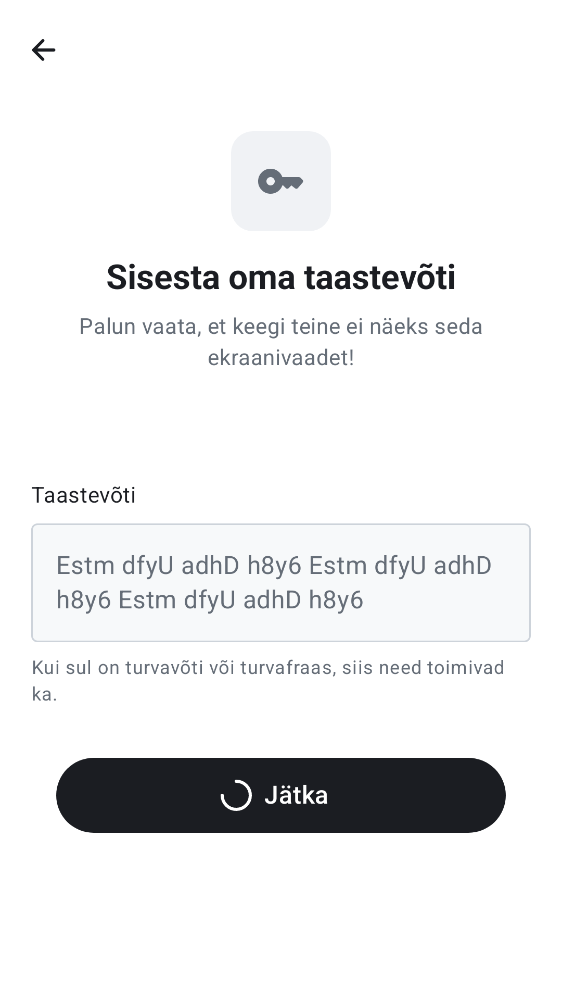 Sisesta oma taastevõti
Palun vaata, et keegi teine ei näeks seda
ekraanivaadet!
Taastevõti
Estm dfyU adhD h8y6 Estm dfyU adhD
h8y6 Estm dfyU adhD h8y6
Kui sul on turvavõti või turvafraas, siis need toimivad
ka.
Jätka